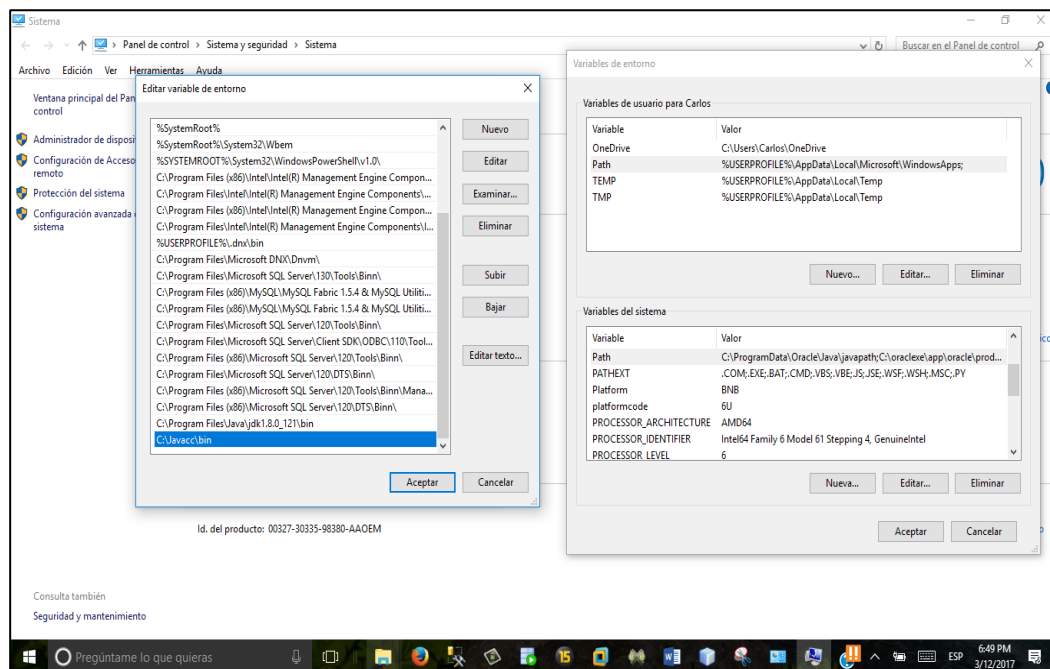 Sistema
Panel de control > Sistema y seguridad > Sistema
Buscar en el Panel de control
Archivo Edición Ver Herramientas Ayuda
Ventana principal del Pan
control
Administrador de disposi
Configuración de Acceso
remoto
Protección del sistema
Configuración avanzada
sistema
Editar variable de entorno
%SystemRoot%
%SystemRoot%\System32\Wbem
%SYSTEMROOT%\System32\WindowsPowerShell\v1.0\
C:\Program Files (x86)\Intel\Intel(R) Management Engine Compon...
C:\Program Files\Intel\Intel(R) Management Engine Components\...
C:\Program Files (x86)\Intel\Intel(R) Management Engine Compon...
C:\Program Files\Intel\Intel(R) Management Engine Components\I...
%USERPROFILE%\.dnx\bin
C:\Program Files\Microsoft DNX\Dnvm\
C:\Program Files\Microsoft SQL Server\130\Tools\Binn\
C:\Program Files (x86)\MySQL\MySQL Fabric 1.5.4 & MySQL Utiliti...
C:\Program Files (x86)\MySQL\MySQL Fabric 1.5.4 & MySQL Utiliti...
C:\Program Files\Microsoft SQL Server\120\Tools\Binn\
C:\Program Files\Microsoft SQL Server\Client SDK\ODBC\110\Tool...
C:\Program Files (x86)\Microsoft SQL Server\120\Tools\Binn\
C:\Program Files\Microsoft SQL Server\120\DTS\Binn\
C:\Program Files (x86)\Microsoft SQL Server\120\Tools\Binn\Mana...
C:\Program Files (x86)\Microsoft SQL Server\120\DTS\Binn\
C:\Program Files\Java\jdk1.8.0_121\bin
C:\Javacc\bin
Nuevo
Editar
Examinar...
Eliminar
Subir
Bajar
Editar texto...
Aceptar Cancelar
Variables de entorno
Variables de usuario para Carlos
Variable Valor
OneDrive C:\Users\Carlos\OneDrive
Path %USERPROFILE%\AppData\Local\Microsoft\WindowsApps;
TEMP %USERPROFILE%\AppData\Local\Temp
TMP %USERPROFILE%\AppData\Local\Temp
Nuevo... Editar... Eliminar
Variables del sistema
Variable Valor
Path C:\ProgramData\Oracle\Java\javapath;C:\oraclexe\app\oracle\prod...
PATHEXT .COM;.EXE;.BAT;.CMD;.VBS;.VBE;.JS;.JSE;.WSF;.WSH;.MSC;.PY
Platform BNB
platformcode 6U
PROCESSOR_ARCHITECTURE AMD64
PROCESSOR_IDENTIFIER Intel64 Family 6 Model 61 Stepping 4, GenuineIntel
PROCESSOR_LEVEL 6
Nueva... Editar... Eliminar
Aceptar Cancelar
Id. del producto: 00327-30335-98380-AAOEM
Consulta también
Seguridad y mantenimiento
Pregúntame lo que quieras
15
ESP
6:49 PM
3/12/2017